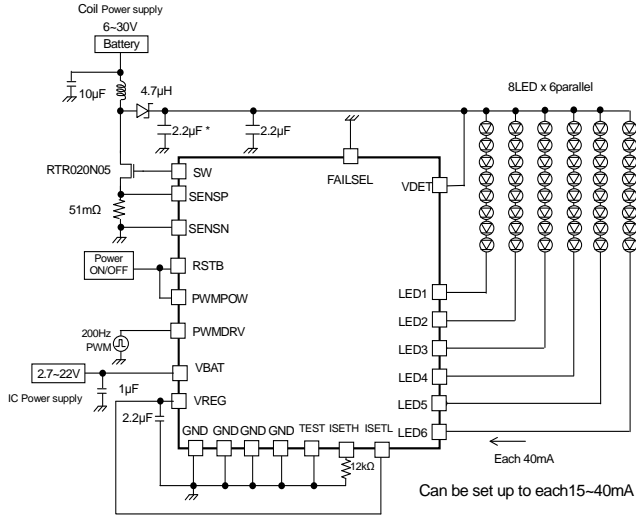 Coil Power supply
6~30V
Battery
10µF
4.7µH
8LED x 6parallel
2.2µF *
2.2µF
RTR020N05
SW
FAILSEL
VDET
SENSP
51mΩ
SENSN
Power
ON/OFF
RSTB
PWMPOW
LED1
LED2
200Hz
PWM
PWMDRV
LED3
2.7~22V
VBAT
LED4
IC Power supply
1µF
VREG
LED5
2.2µF
GND GND GND GND TEST ISETH ISETL
LED6
12kΩ
Each 40mA
Can be set up to each15~40mA